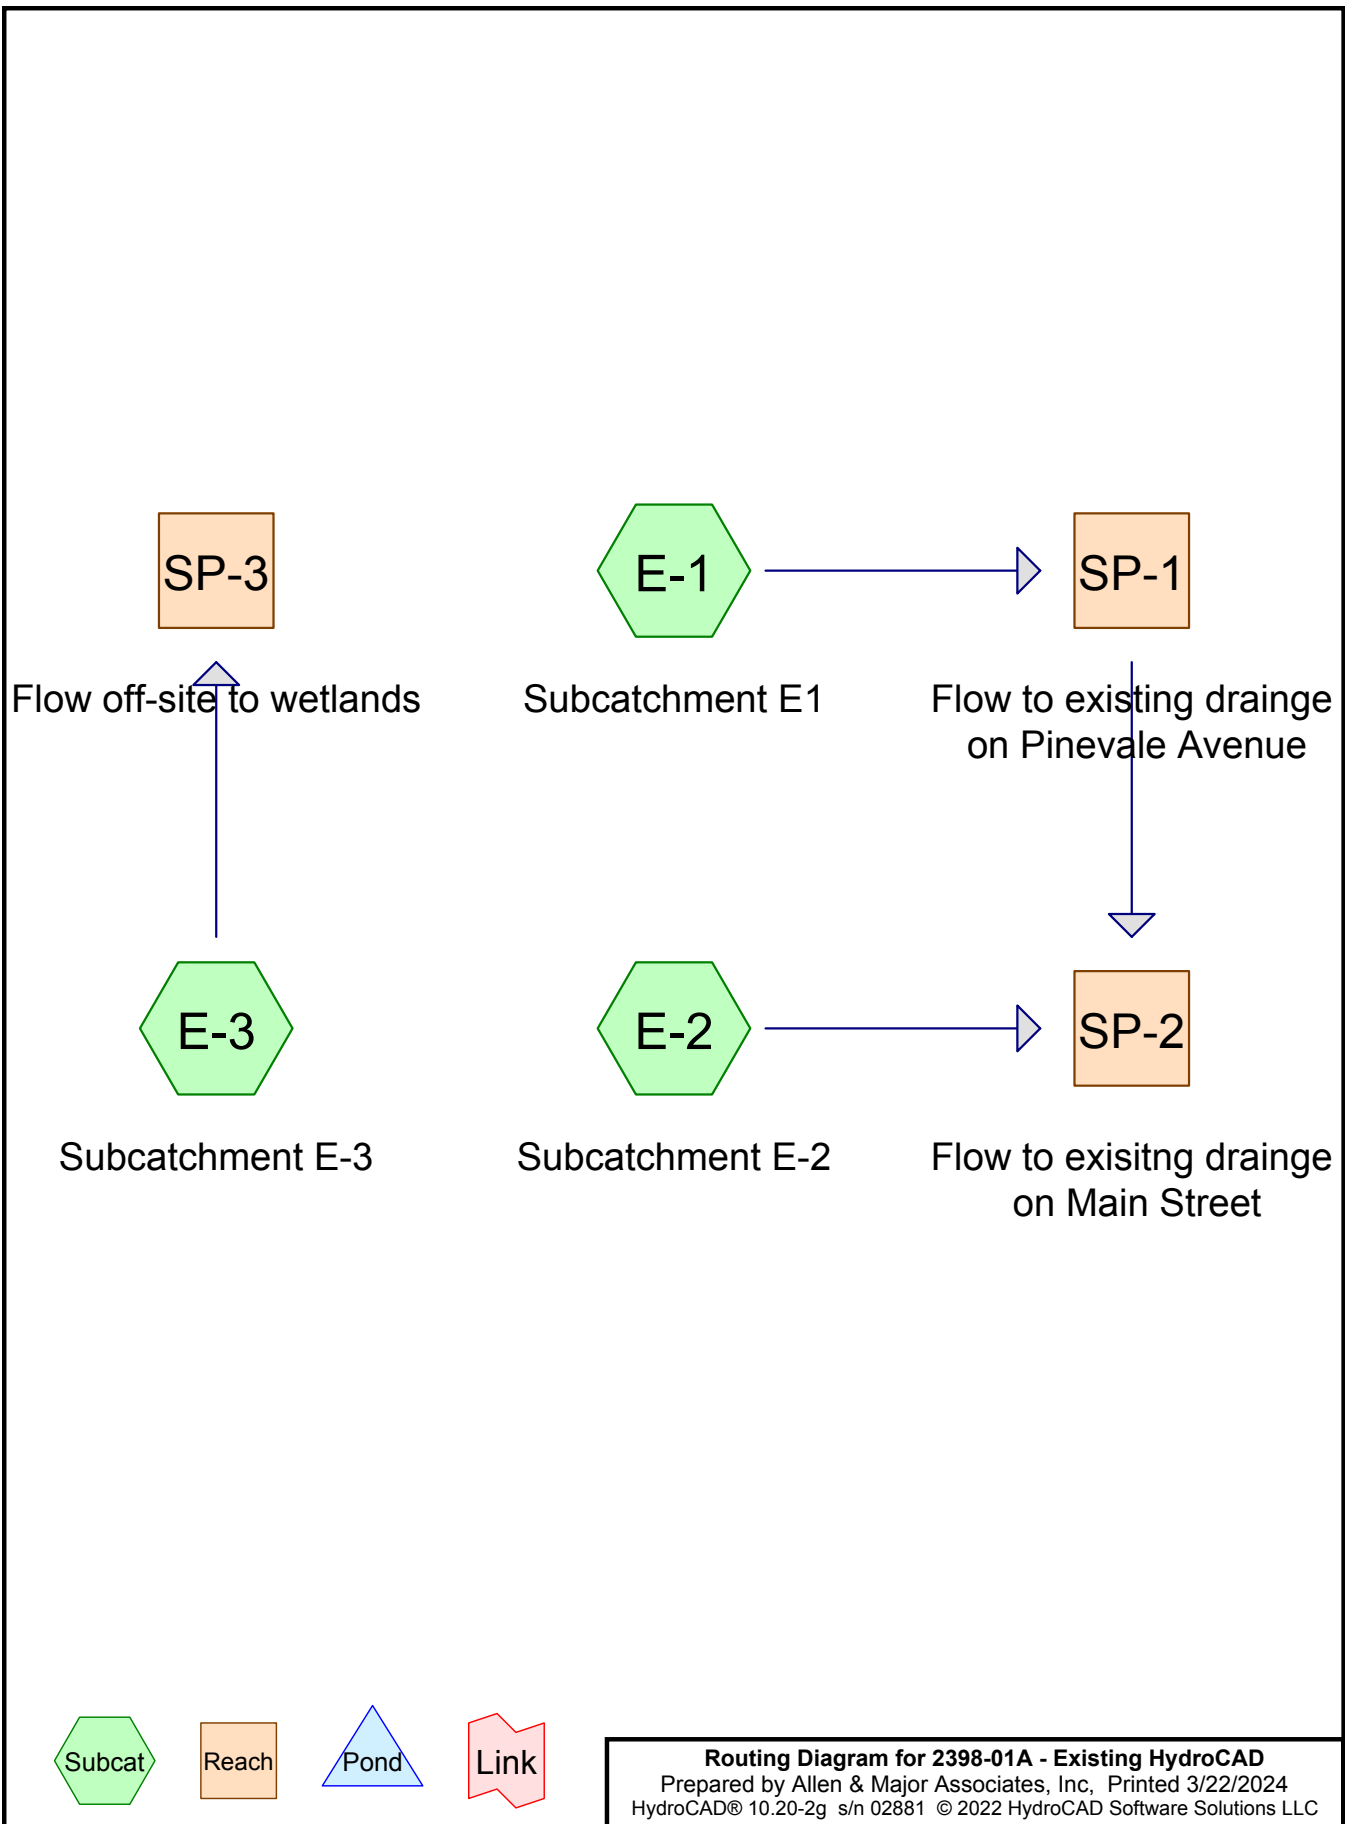 SP-3
E-1
SP-1
Flow off-site to wetlands
Subcatchment E1
Flow to existing drainge
on Pinevale Avenue
E-3
E-2
SP-2
Subcatchment E-3
Subcatchment E-2
Flow to exisitng drainge
on Main Street
Subcat
Reach
Pond
Link
Routing Diagram for 2398-01A - Existing HydroCAD
Prepared by Allen & Major Associates, Inc, Printed 3/22/2024
HydroCAD® 10.20-2g s/n 02881 © 2022 HydroCAD Software Solutions LLC